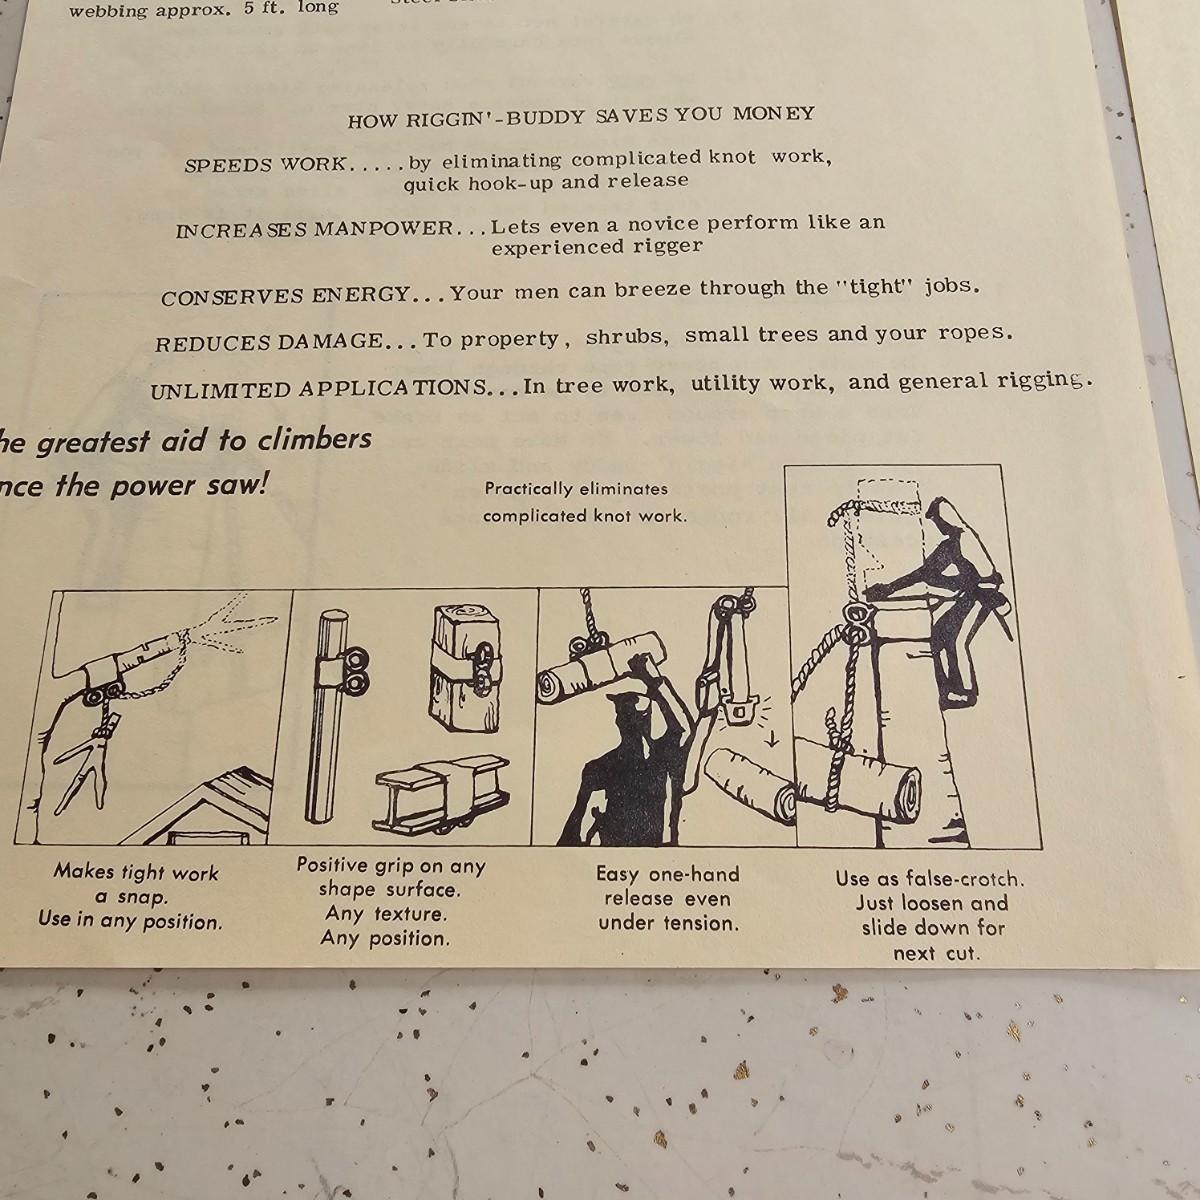 webbing approx. 5 ft. long
HOW RIGGIN'-BUDDY SAVES YOU MONEY
SPEEDS WORK.....by eliminating complicated knot work,
quick hook-up and release
INCREASES MANPOWER...Lets even a novice perform like an
experienced rigger
CONSERVES ENERGY...Your men can breeze through the "tight" jobs.
REDUCES DAMAGE...To property, shrubs, small trees and your ropes.
UNLIMITED APPLICATIONS...In tree work, utility work, and general rigging.
he greatest aid to climbers
nce the power saw!
Practically eliminates
complicated knot work.
Makes tight work
a snap.
Use in any position.
Positive grip on any
shape surface.
Any texture.
Any position.
Easy one-hand
release even
under tension.
Use as false-crotch.
Just loosen and
slide down for
next cut.